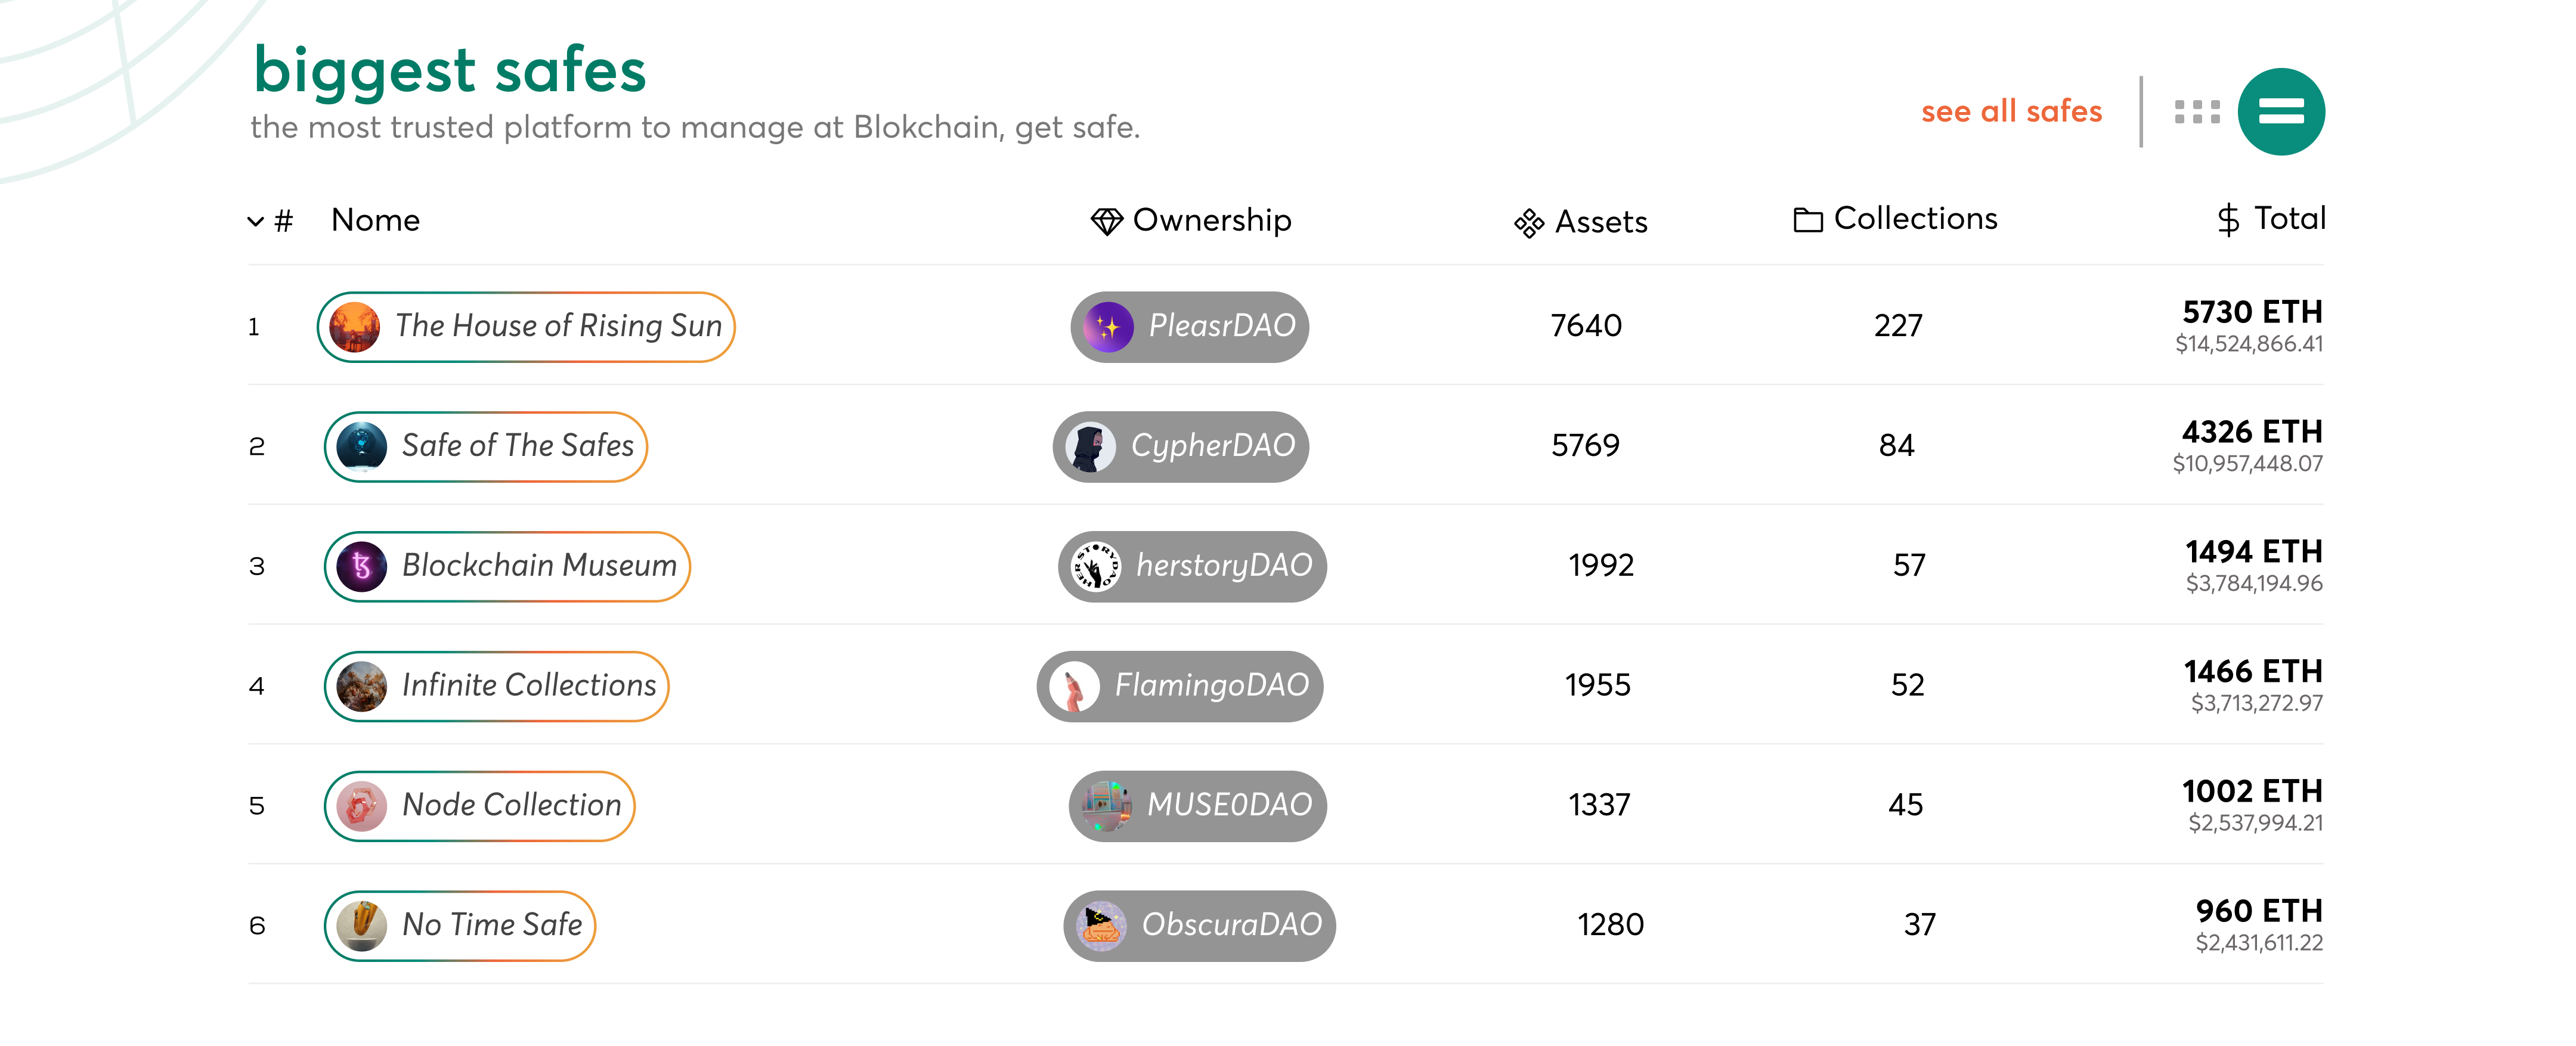 biggest safes
the most trusted platform to manage at Blokchain, get safe.
see all safes
# Nome Ownership Assets Collections $ Total
1 The House of Rising Sun PleasrDAO 7640 227 5730 ETH
$14,524,866.41
2 Safe of The Safes CypherDAO 5769 84 4326 ETH
$10,957,448.07
3 Blockchain Museum HERSTORYDAO herstoryDAO 1992 57 1494 ETH
$3,784,194.96
4 Infinite Collections FlamingoDAO 1955 52 1466 ETH
$3,713,272.97
5 Node Collection MUSE0DAO 1337 45 1002 ETH
$2,537,994.21
6 No Time Safe ObscuraDAO 1280 37 960 ETH
$2,431,611.22